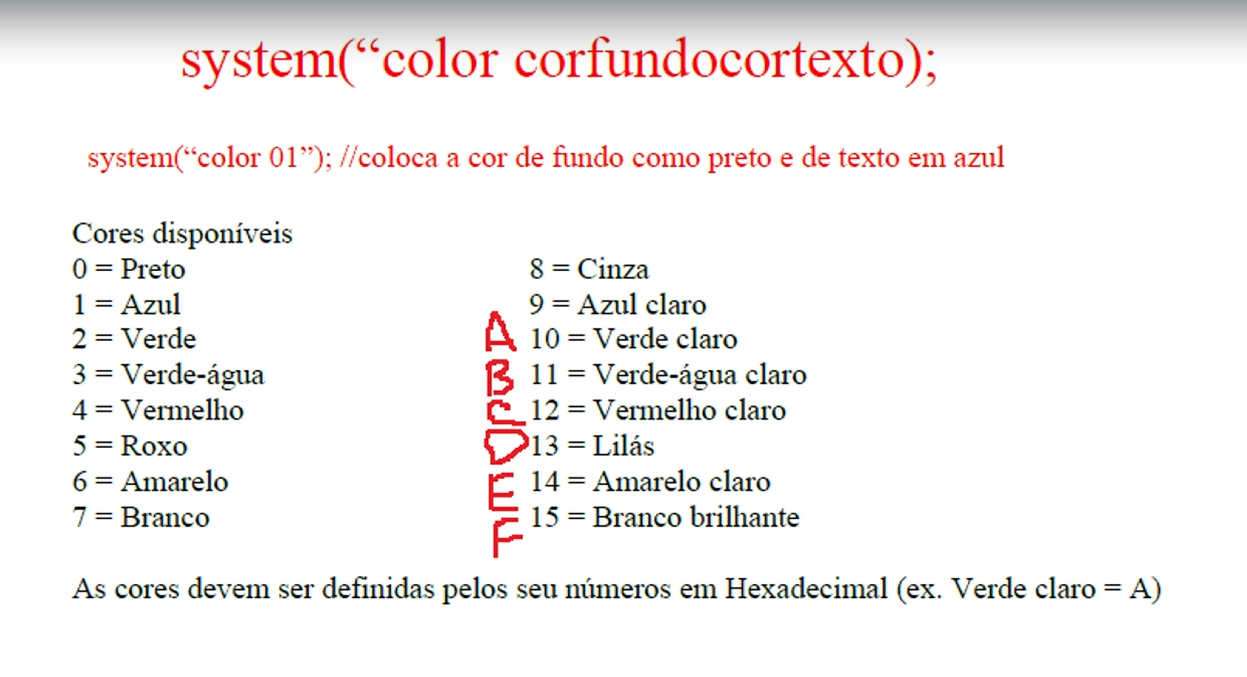 system(“color corfundocortexto);
system(“color 01”); //coloca a cor de fundo como preto e de texto em azul
Cores disponíveis
0 = Preto
1 = Azul
2 = Verde
3 = Verde-água
4 = Vermelho
5 = Roxo
6 = Amarelo
7 = Branco
8 = Cinza
9 = Azul claro
A 10 = Verde claro
B 11 = Verde-água claro
C 12 = Vermelho claro
D 13 = Lilás
E 14 = Amarelo claro
F 15 = Branco brilhante
As cores devem ser definidas pelos seu números em Hexadecimal (ex. Verde claro = A)